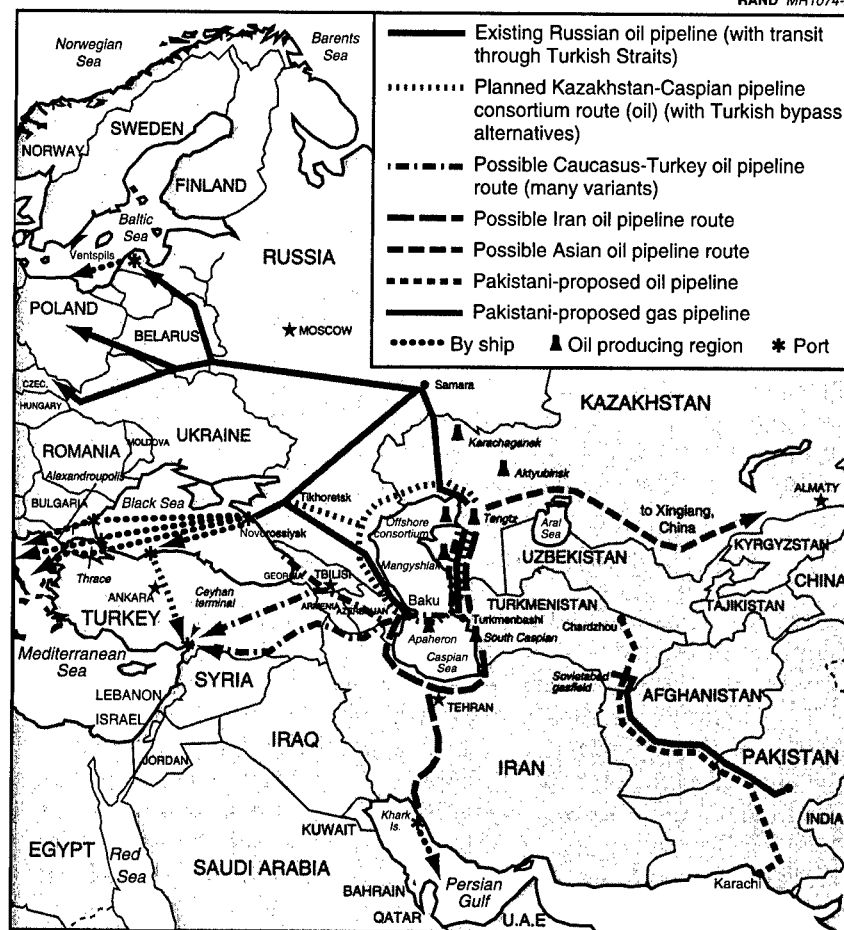 RAND MR1074-
Existing Russian oil pipeline (with transit
through Turkish Straits)
Planned Kazakhstan-Caspian pipeline
consortium route (oil) (with Turkish bypass
alternatives)
Possible Caucasus-Turkey oil pipeline
route (many variants)
Possible Iran oil pipeline route
Possible Asian oil pipeline route
Pakistani-proposed oil pipeline
Pakistani-proposed gas pipeline
By ship
Oil producing region
Port
Norwegian
Sea
Barents
Sea
SWEDEN
NORWAY
FINLAND
Baltic
Sea
Ventspils
RUSSIA
POLAND
BELARUS
MOSCOW
CZEC.
HUNGARY
Samara
KAZAKHSTAN
UKRAINE
Karachaganek
ROMANIA
MOLDOVA
Aktyubinsk
Alexandroupolis
BULGARIA
Black Sea
Tikhoretsk
ALMATY
Novorossiysk
Offshore
consortium
Tengiz
Aral
Sea
to Xingiang,
China
KYRGYZSTAN
UZBEKISTAN
Thrace
Mangyshlak
GEORGIA
TBILISI
CHINA
ANKARA
Ceyhan
terminal
ARMENIA
AZERBAIJAN
Baku
TURKMENISTAN
TAJIKISTAN
TURKEY
Turkmenbashi
Chardzhou
Apaheron
South Caspian
Mediterranean
Sea
Caspian
Sea
SYRIA
Sovietabad
gasfield
AFGHANISTAN
LEBANON
TEHRAN
ISRAEL
IRAQ
IRAN
PAKISTAN
JORDAN
KUWAIT
Khark
Is.
INDIA
EGYPT
Red
Sea
SAUDI ARABIA
BAHRAIN
Persian
Gulf
Karachi
QATAR
U.A.E